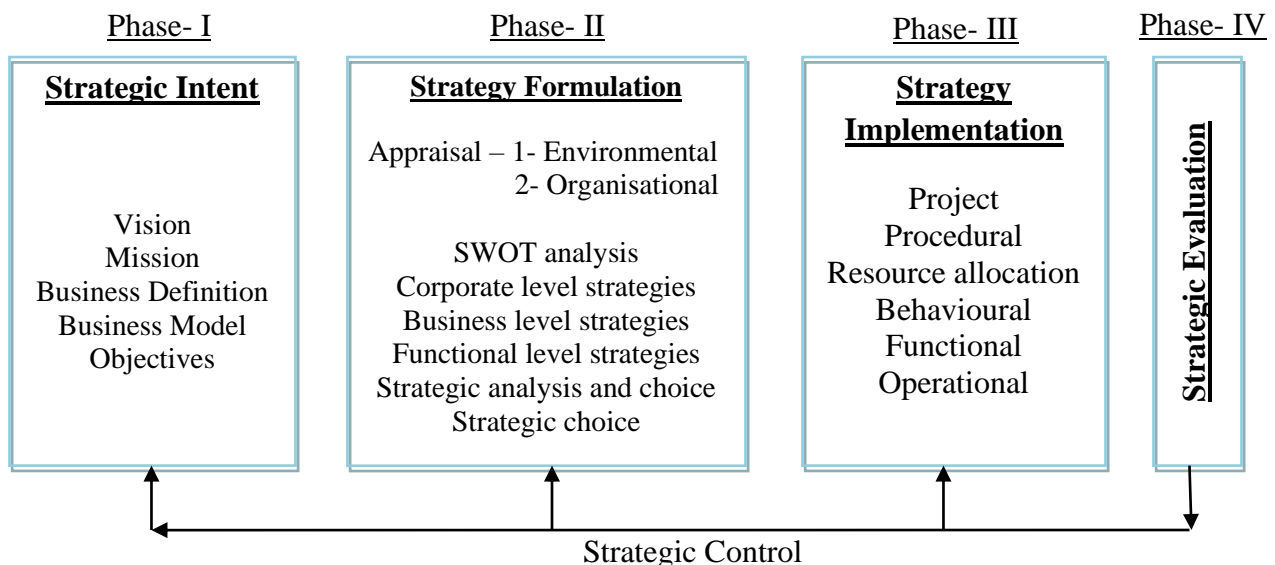 Phase- I
Strategic Intent
Vision
Mission
Business Definition
Business Model
Objectives
Phase- II
Strategy Formulation
Appraisal – 1- Environmental
2- Organisational
SWOT analysis
Corporate level strategies
Business level strategies
Functional level strategies
Strategic analysis and choice
Strategic choice
Phase- III
Strategy
Implementation
Project
Procedural
Resource allocation
Behavioural
Functional
Operational
Phase- IV
Strategic Evaluation
Strategic Control